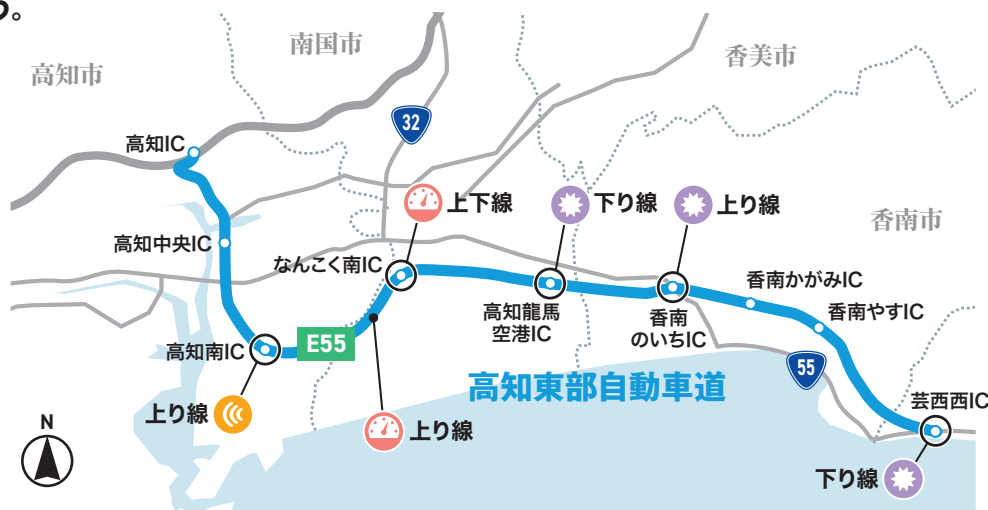 う。
南国市
高知市
香美市
32
高知IC
上下線
下り線
上り線
香南市
高知中央IC
なんこく南IC
香南かがみIC
高知龍馬
空港IC
香南
のいちIC
香南やすIC
高知南IC
E55
55
高知東部自動車道
芸西西IC
上り線
上り線
N
下り線